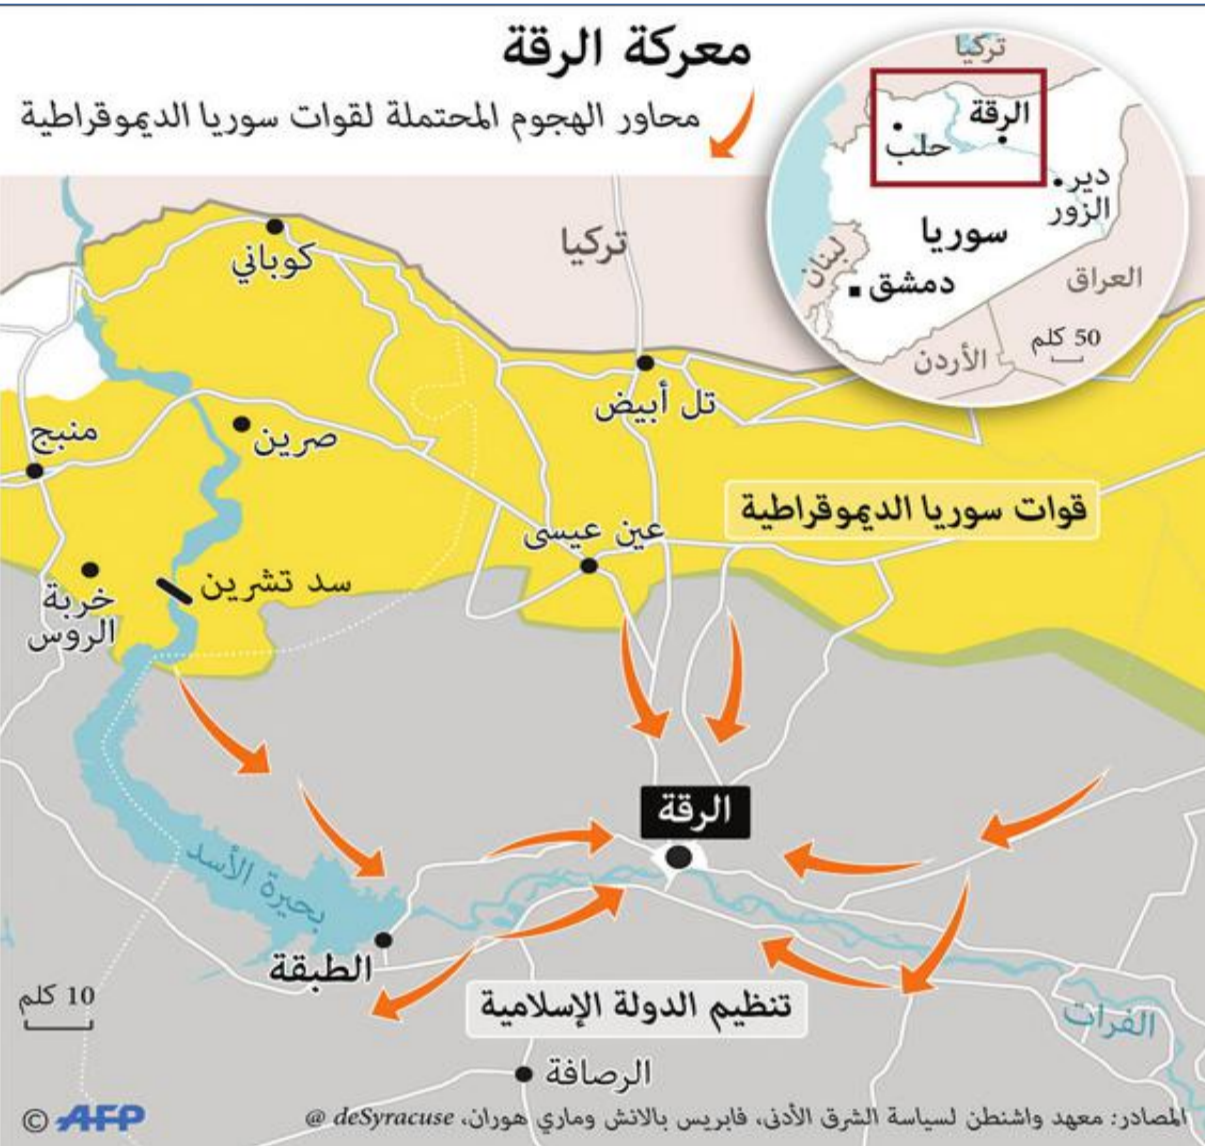 معركة الرقة
محاور الهجوم المحتملة لقوات سوريا الديموقراطية
تركيا
الرقة
حلب
دير
الزور
سوريا
لبنان
دمشق
العراق
الأردن
50 كلم
تركيا
كوباني
تل أبيض
منبج
صرين
قوات سوريا الديموقراطية
عين عيسى
سد تشرين
خربة
الروس
الرقة
بحيرة الأسد
الطبقة
تنظيم الدولة الإسلامية
10 كلم
الفرات
الرصافة
المصادر: معهد واشنطن لسياسة الشرق الأدنى، فابريس بالانش وماري هوران، deSyracuse @
© AFP